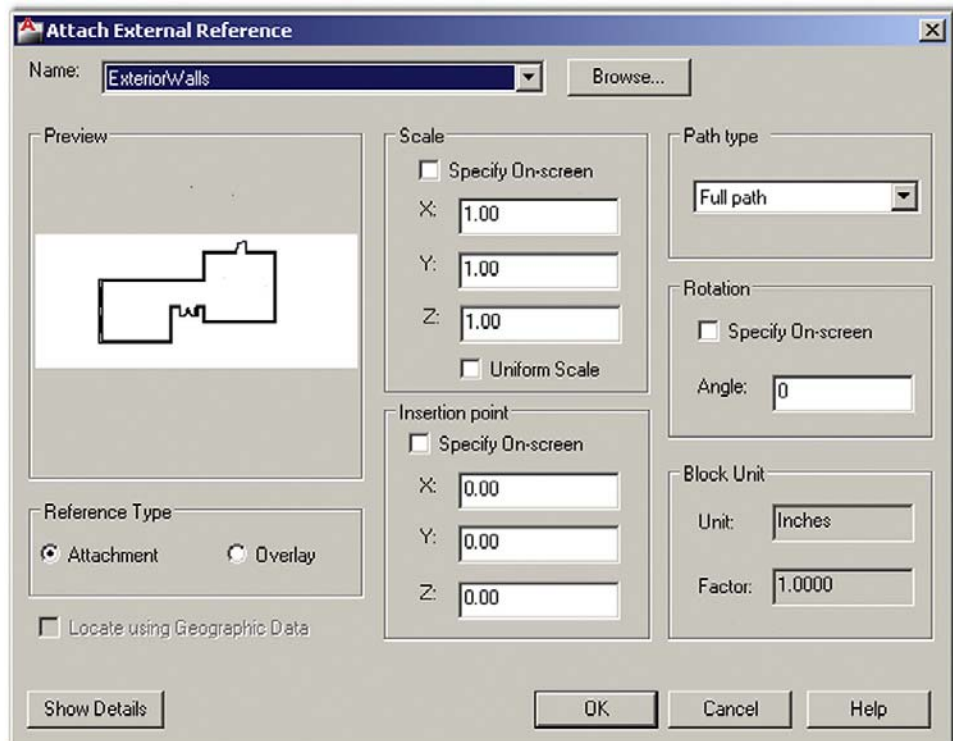 Attach External Reference
Name: ExteriorWalls Browse...
Preview
Scale
Specify On-screen
X: 1.00
Y: 1.00
Z: 1.00
Uniform Scale
Path type
Full path
Rotation
Specify On-screen
Angle: 0
Insertion point
Specify On-screen
X: 0.00
Y: 0.00
Z: 0.00
Block Unit
Unit: Inches
Factor: 1.0000
Reference Type
Attachment Overlay
Locate using Geographic Data
Show Details OK Cancel Help